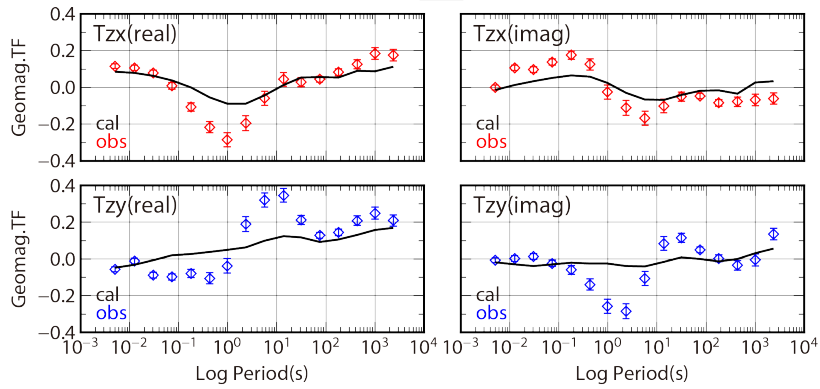 0.4
0.2
0.0
−0.2
−0.4
Geomag.TF
Tzx(real)
cal
obs
Tzx(imag)
cal
obs
0.4
0.2
0.0
−0.2
−0.4
Geomag.TF
Tzy(real)
cal
obs
Tzy(imag)
cal
obs
10⁻³ 10⁻² 10⁻¹ 10⁰ 10¹ 10² 10³ 10⁴
10⁻³ 10⁻² 10⁻¹ 10⁰ 10¹ 10² 10³ 10⁴
Log Period(s)
Log Period(s)